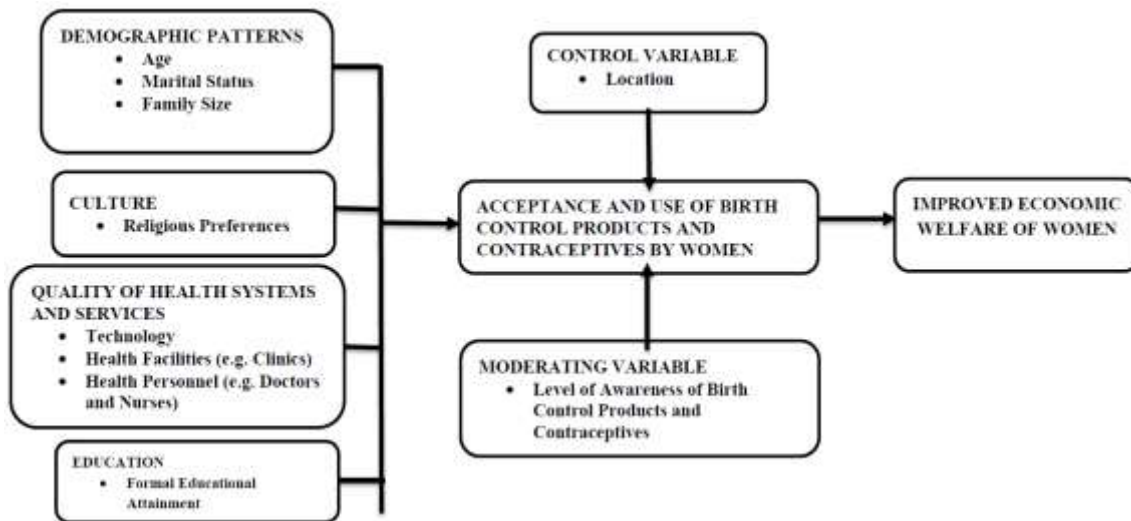 DEMOGRAPHIC PATTERNS
• Age
• Marital Status
• Family Size
CULTURE
• Religious Preferences
QUALITY OF HEALTH SYSTEMS
AND SERVICES
• Technology
• Health Facilities (e.g. Clinics)
• Health Personnel (e.g. Doctors
and Nurses)
EDUCATION
• Formal Educational
Attainment
CONTROL VARIABLE
• Location
ACCEPTANCE AND USE OF BIRTH
CONTROL PRODUCTS AND
CONTRACEPTIVES BY WOMEN
MODERATING VARIABLE
• Level of Awareness of Birth
Control Products and
Contraceptives
IMPROVED ECONOMIC
WELFARE OF WOMEN